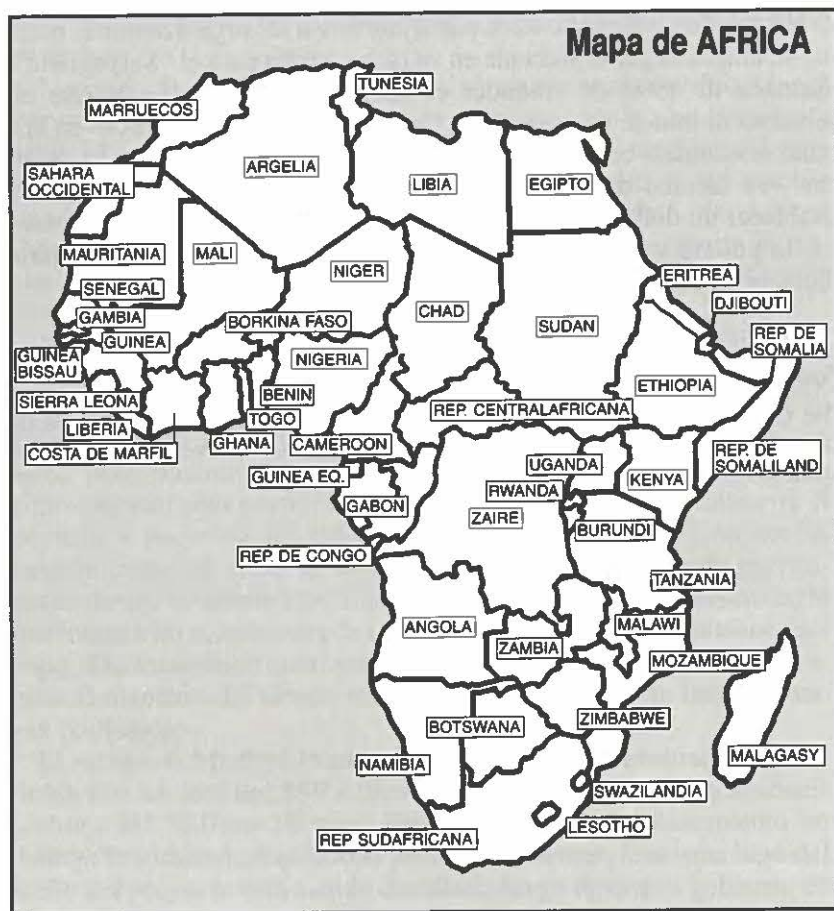 Mapa de AFRICA
TUNESIA
MARRUECOS
ARGELIA
SAHARA
OCCIDENTAL
LIBIA
EGIPTO
MAURITANIA
MALI
NIGER
ERITREA
SENEGAL
DJIBOUTI
GAMBIA
BORKINA FASO
CHAD
SUDAN
REP. DE
SOMALIA
GUINEA
GUINEA
BISSAU
NIGERIA
ETHIOPIA
SIERRA LEONA
BENIN
REP. CENTRALAFRICANA
LIBERIA
TOGO
COSTA DE MARFIL
GHANA
CAMEROON
REP. DE
SOMALILAND
GUINEA EQ.
UGANDA
KENYA
RWANDA
GABON
ZAIRE
BURUNDI
REP. DE CONGO
TANZANIA
ANGOLA
MALAWI
ZAMBIA
MOZAMBIQUE
BOTSWANA
ZIMBABWE
NAMIBIA
MALAGASY
SWAZILANDIA
LESOTHO
REP SUDAFRICANA